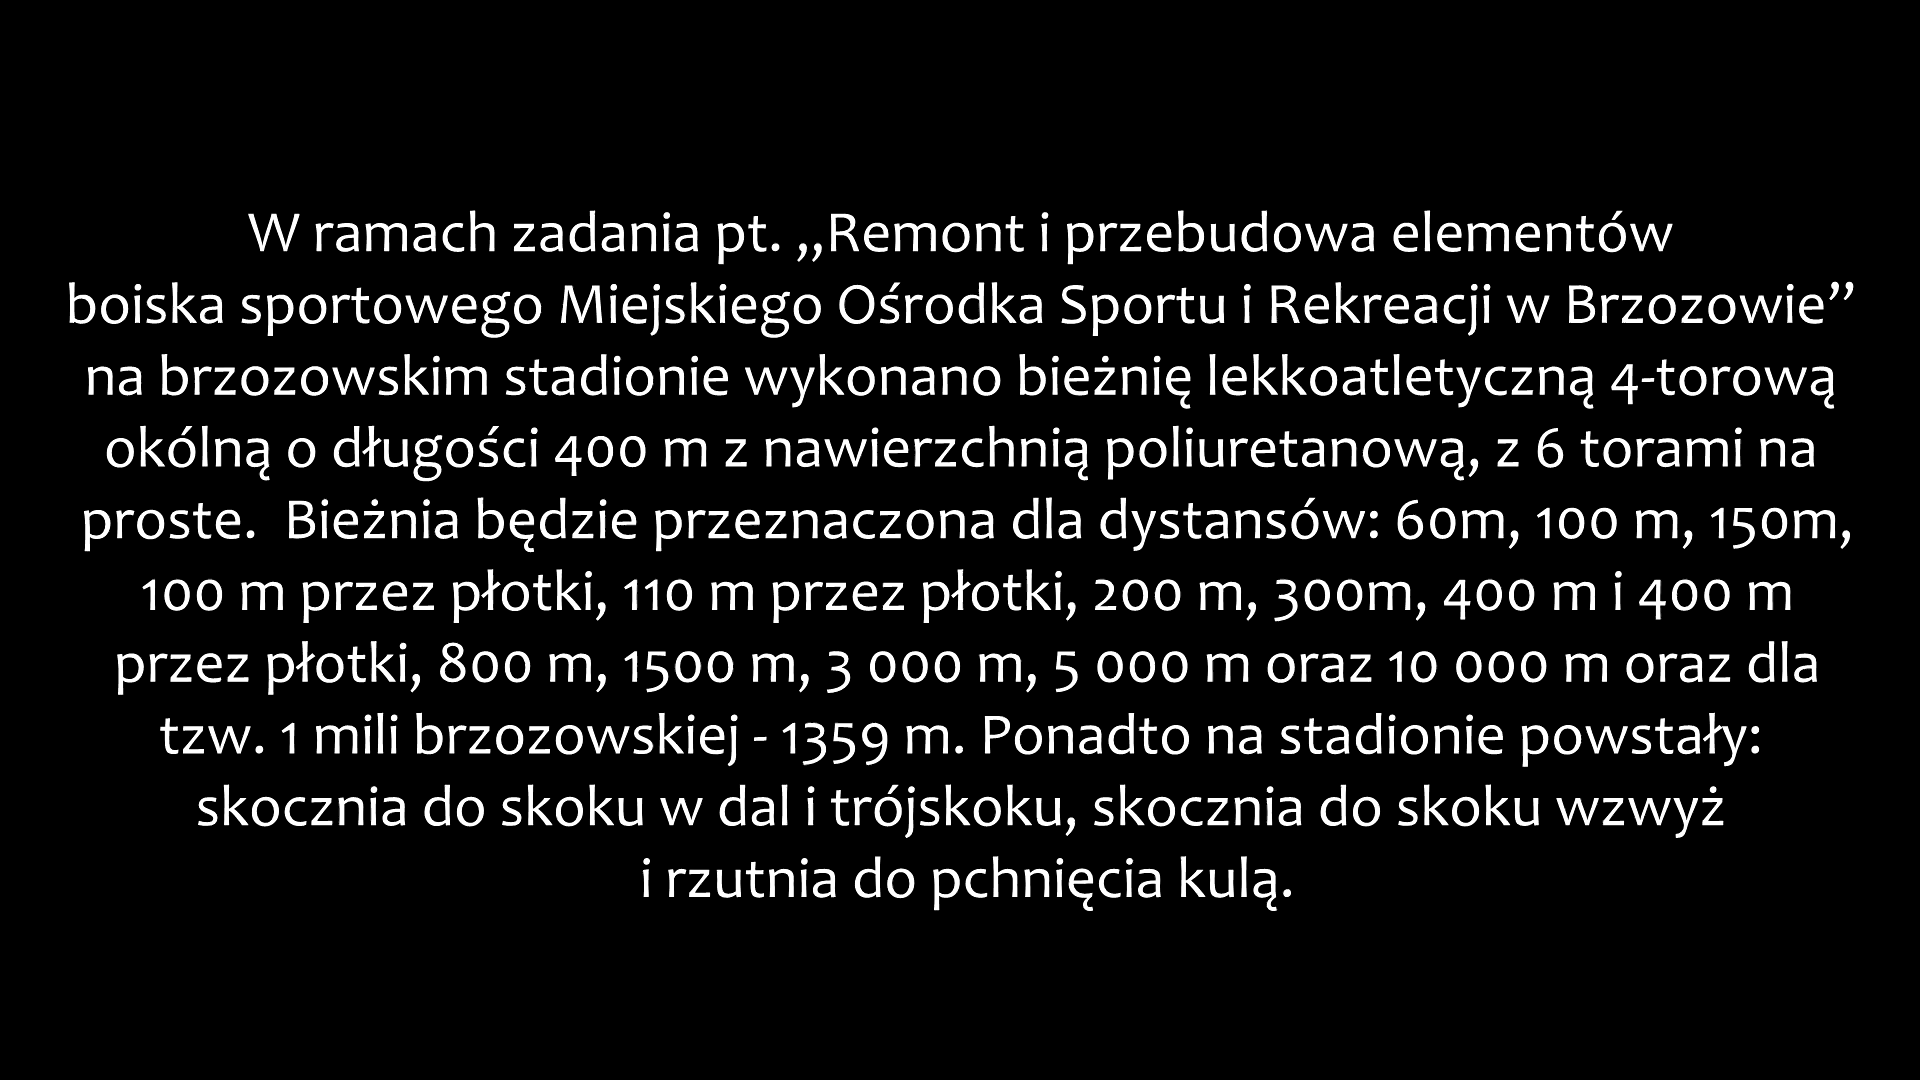 W ramach zadania pt. „Remont i przebudowa elementów
boiska sportowego Miejskiego Ośrodka Sportu i Rekreacji w Brzozowie”
na brzozowskim stadionie wykonano bieżnię lekkoatletyczną 4-torową
okólną o długości 400 m z nawierzchnią poliuretanową, z 6 torami na
proste.  Bieżnia będzie przeznaczona dla dystansów: 60m, 100 m, 150m,
100 m przez płotki, 110 m przez płotki, 200 m, 300m, 400 m i 400 m
przez płotki, 800 m, 1500 m, 3 000 m, 5 000 m oraz 10 000 m oraz dla
tzw. 1 mili brzozowskiej - 1359 m. Ponadto na stadionie powstały:
skocznia do skoku w dal i trójskoku, skocznia do skoku wzwyż
i rzutnia do pchnięcia kulą.